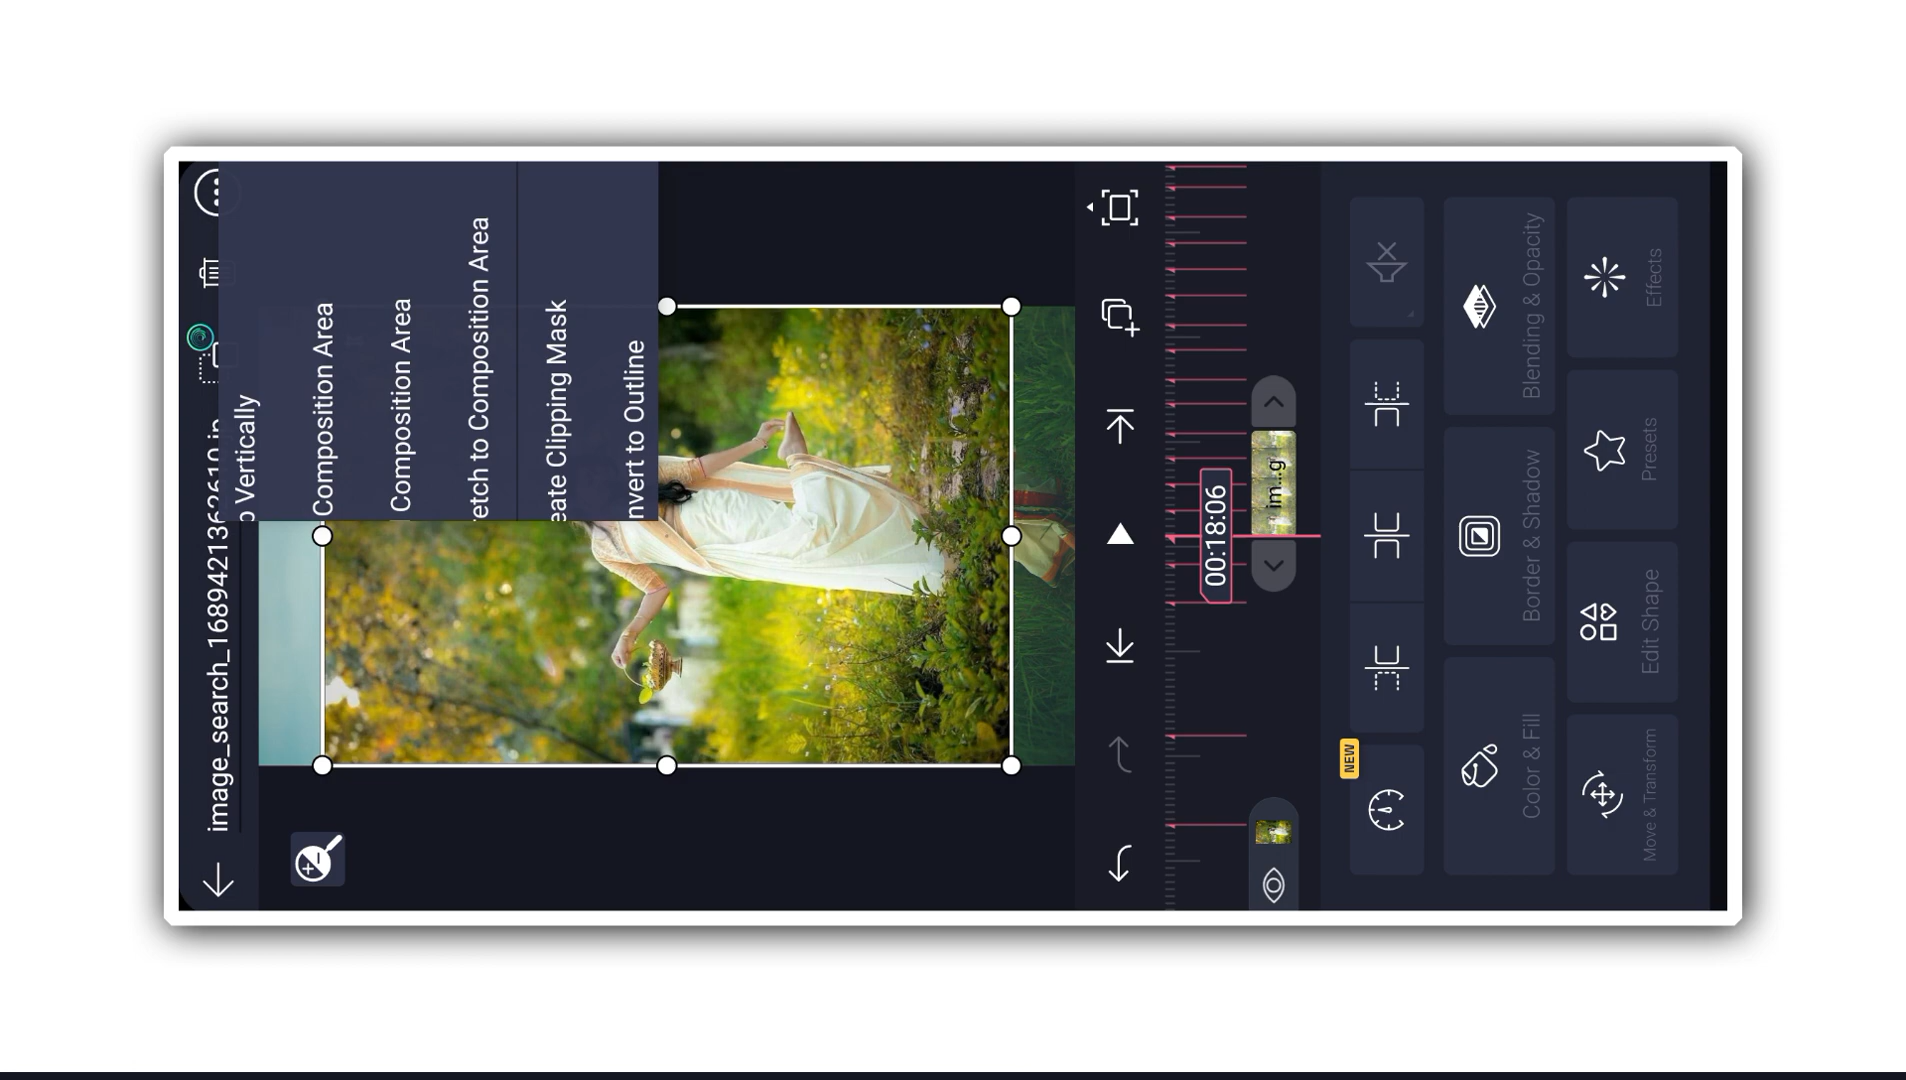 image_search_1689421362610.jp
p Vertically
Composition Area
Composition Area
etch to Composition Area
eate Clipping Mask
nvert to Outline
00:18:06
im...g
NEW
Color & Fill
Border & Shadow
Blending & Opacity
Move & Transform
Edit Shape
Presets
Effects